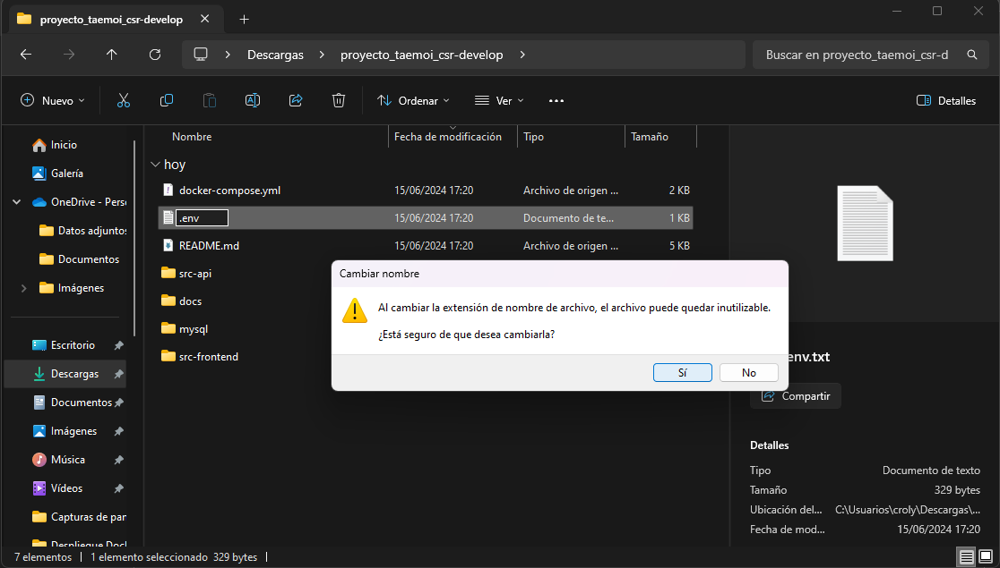 proyecto_taemoi_csr-develop
Descargas
proyecto_taemoi_csr-develop
Buscar en proyecto_taemoi_csr-d
Nuevo
Ordenar
Ver
Detalles
Inicio
Galería
OneDrive - Perso
Datos adjuntos
Documentos
Imágenes
Escritorio
Descargas
Documentos
Imágenes
Música
Vídeos
Capturas de pan
Despliegue Doc
Nombre Fecha de modificación Tipo Tamaño
hoy
docker-compose.yml 15/06/2024 17:20 Archivo de origen ... 2 KB
.env 15/06/2024 17:20 Documento de te... 1 KB
README.md 15/06/2024 17:20 Archivo de origen ... 5 KB
src-api
docs
mysql
src-frontend
Cambiar nombre
Al cambiar la extensión de nombre de archivo, el archivo puede quedar inutilizable.
¿Está seguro de que desea cambiarla?
Sí No
env.txt
Compartir
Detalles
Tipo Documento de texto
Tamaño 329 bytes
Ubicación del... C:\Usuarios\croly\Descargas\...
Fecha de mod... 15/06/2024 17:20
7 elementos 1 elemento seleccionado 329 bytes